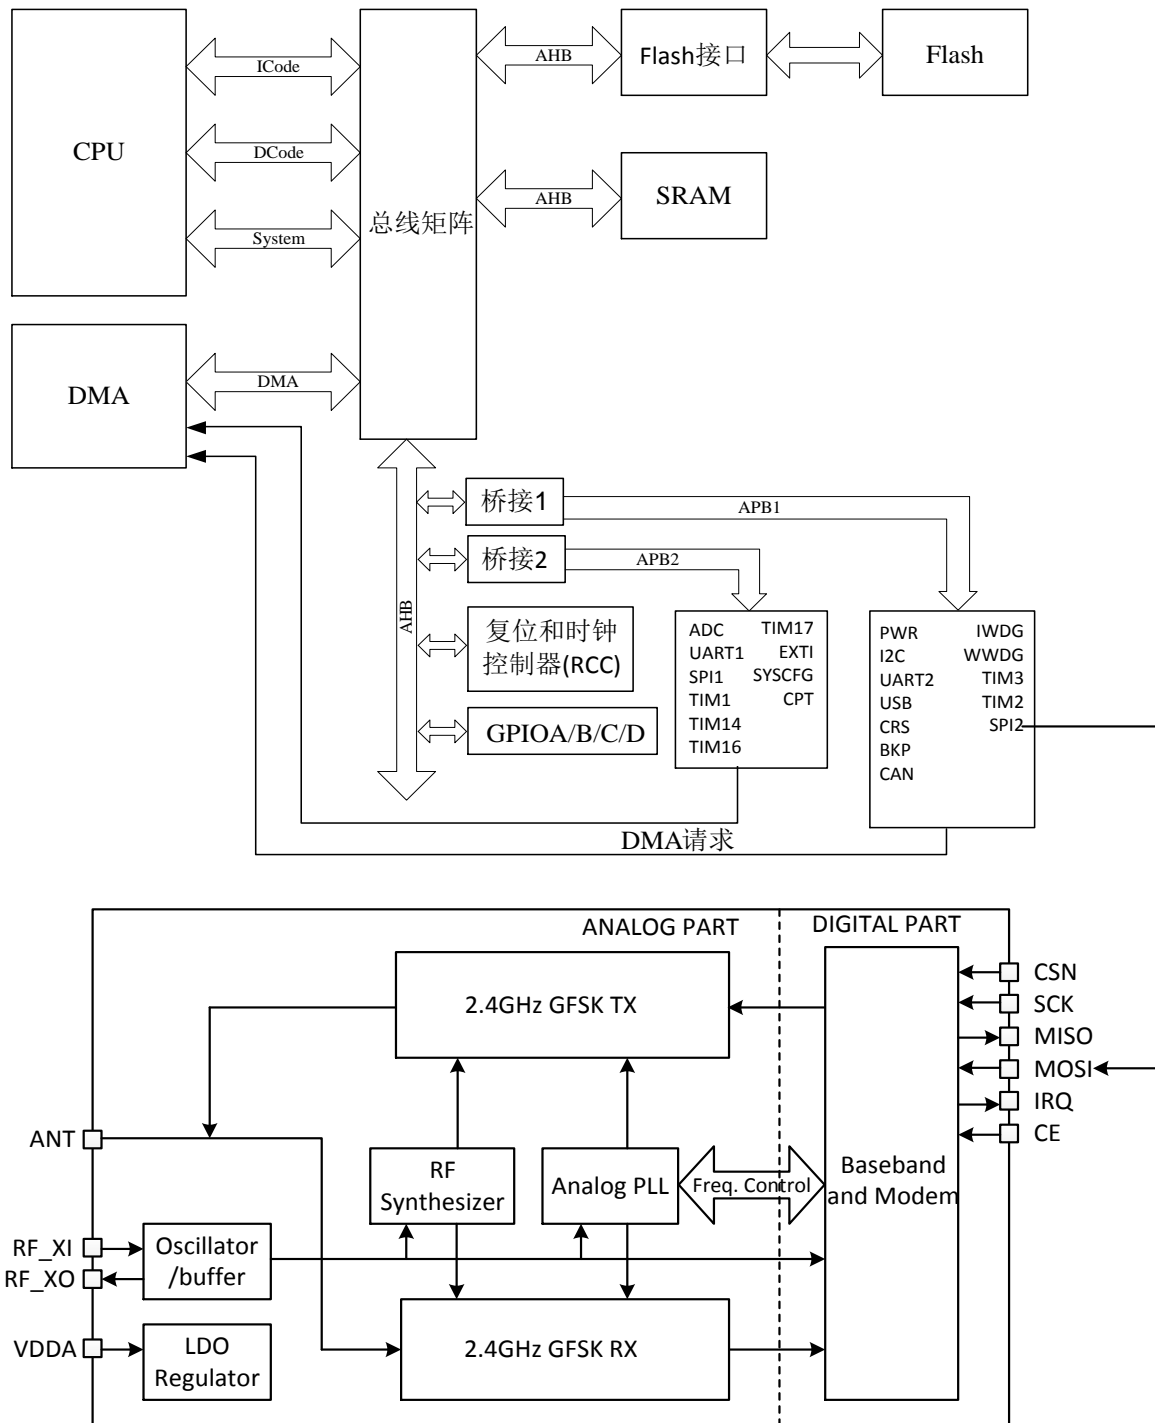 CPU
ICode
DCode
System
总线矩阵
AHB
Flash接口
Flash
AHB
SRAM
DMA
DMA
AHB
桥接1
APB1
桥接2
APB2
复位和时钟
控制器(RCC)
GPIOA/B/C/D
ADC
UART1
SPI1
TIM1
TIM14
TIM16
TIM17
EXTI
SYSCFG
CPT
PWR
I2C
UART2
USB
CRS
BKP
CAN
IWDG
WWDG
TIM3
TIM2
SPI2
DMA请求
ANALOG PART
DIGITAL PART
2.4GHz GFSK TX
CSN
SCK
MISO
MOSI
IRQ
CE
ANT
RF
Synthesizer
Analog PLL
Freq. Control
Baseband
and Modem
RF_XI
RF_XO
Oscillator
/buffer
VDDA
LDO
Regulator
2.4GHz GFSK RX